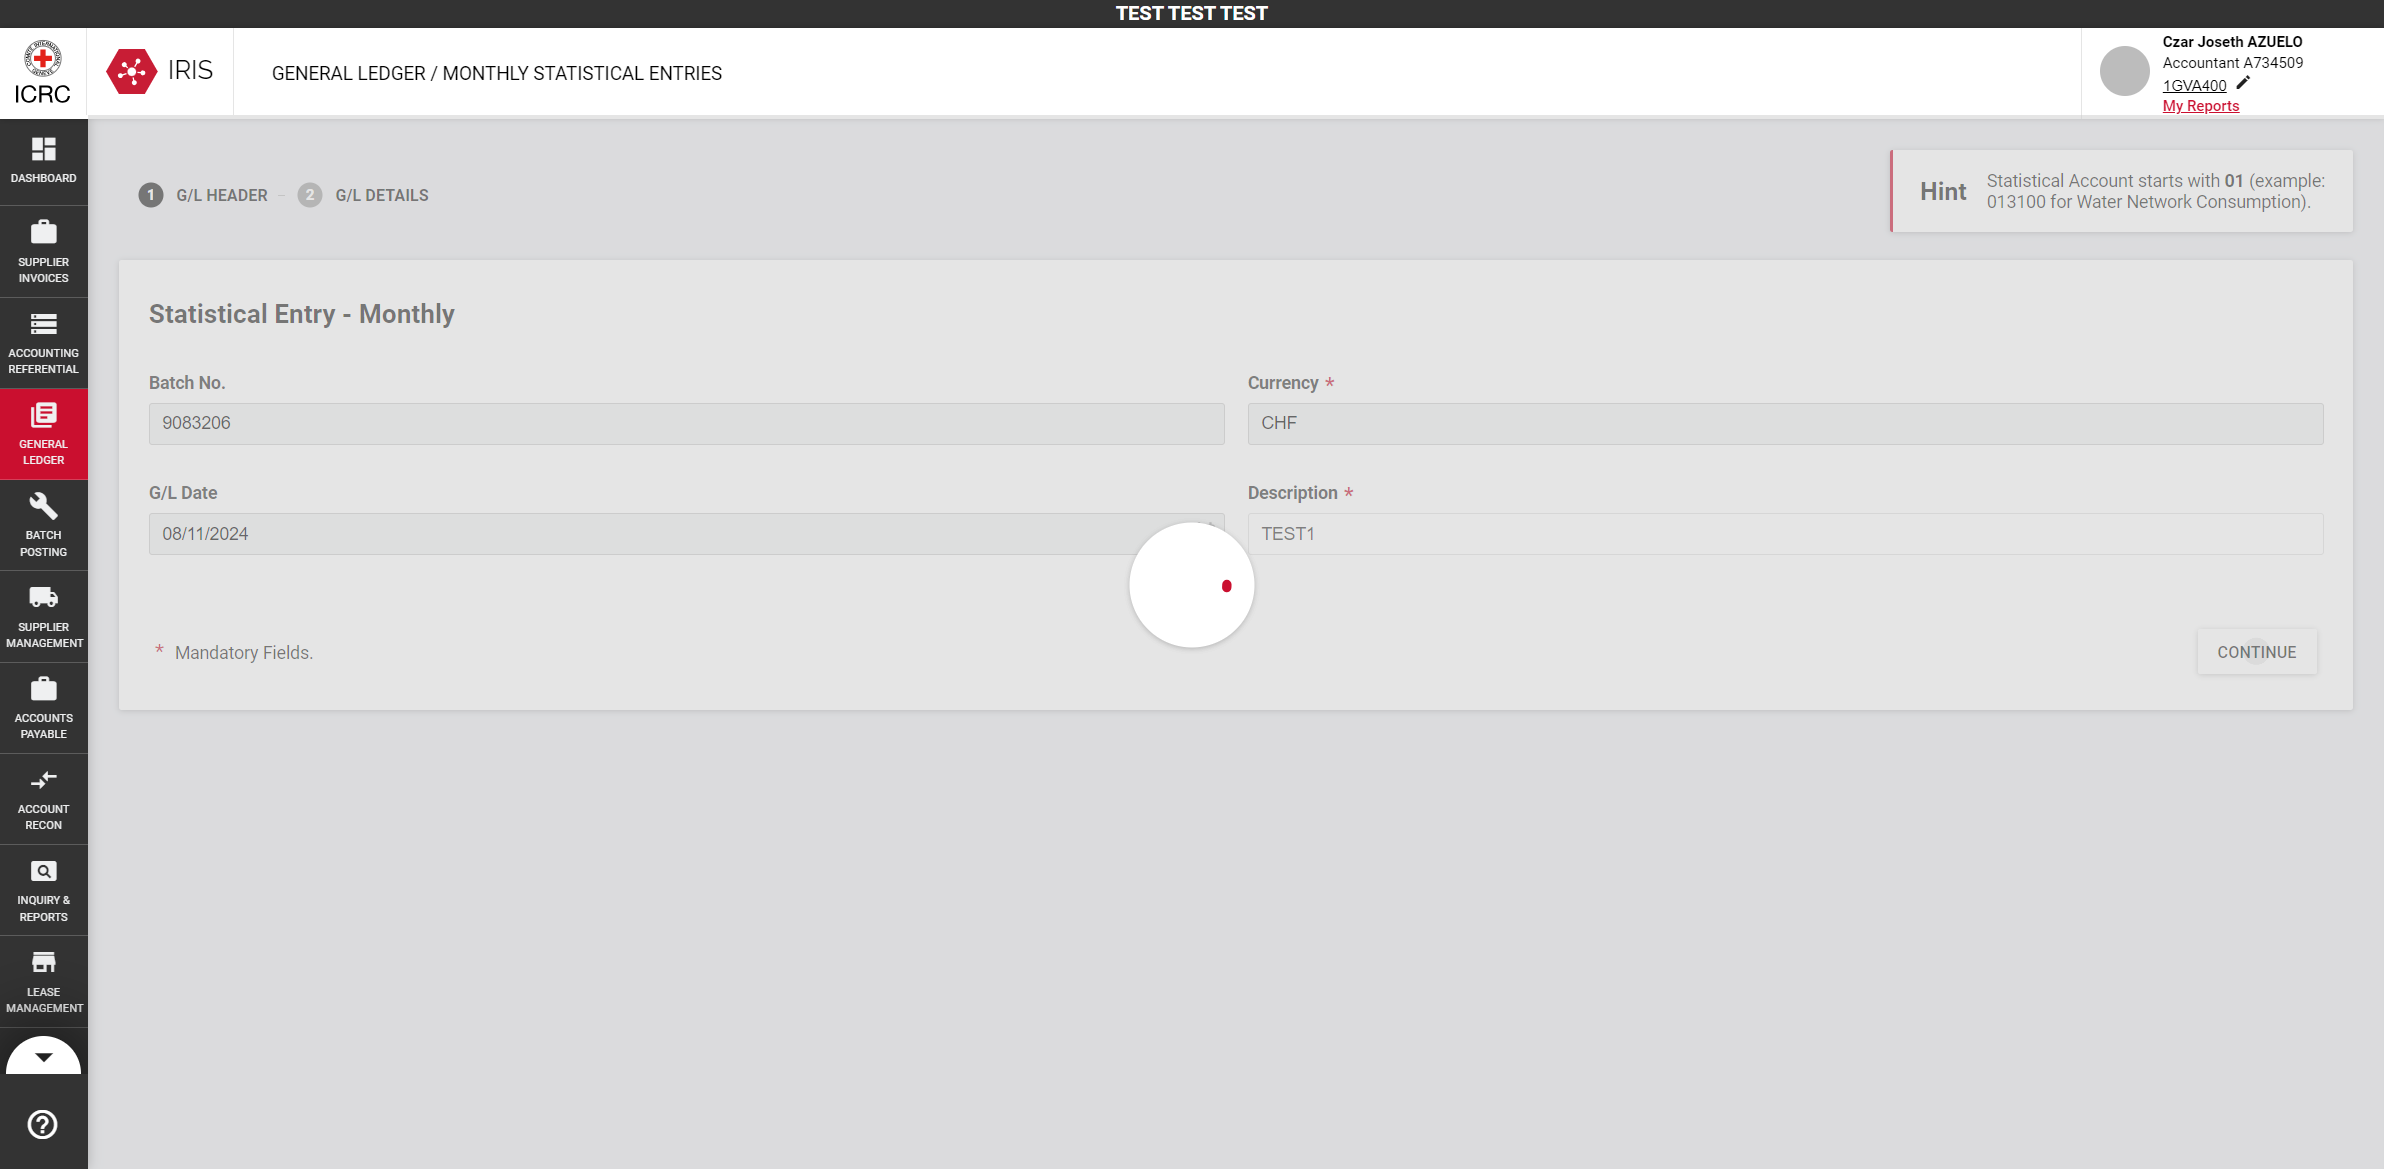 TEST TEST TEST
ICRC
IRIS
GENERAL LEDGER / MONTHLY STATISTICAL ENTRIES
Czar Joseth AZUELO
Accountant A734509
1GVA400
My Reports
DASHBOARD
SUPPLIER
INVOICES
ACCOUNTING
REFERENTIAL
GENERAL
LEDGER
BATCH
POSTING
SUPPLIER
MANAGEMENT
ACCOUNTS
PAYABLE
ACCOUNT
RECON
INQUIRY &
REPORTS
LEASE
MANAGEMENT
1 G/L HEADER – 2 G/L DETAILS
Hint
Statistical Account starts with 01 (example:
013100 for Water Network Consumption).
Statistical Entry - Monthly
Batch No.
9083206
Currency *
CHF
G/L Date
08/11/2024
Description *
TEST1
* Mandatory Fields.
CONTINUE